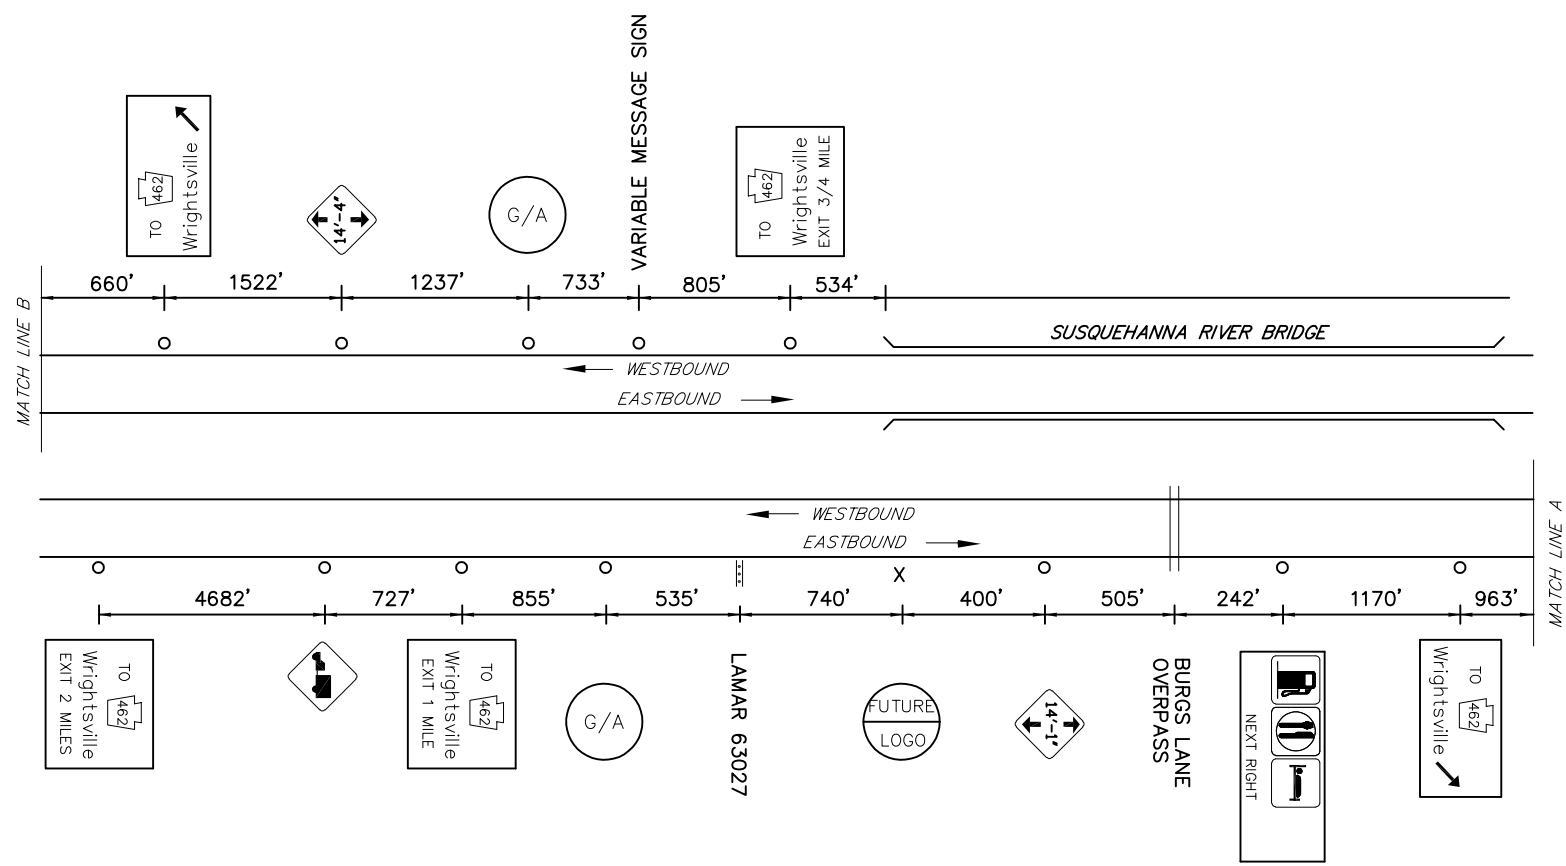 TO 462
Wrightsville
14'-4"
G/A
VARIABLE MESSAGE SIGN
TO 462
Wrightsville
EXIT 3/4 MILE
660' 1522' 1237' 733' 805' 534'
MATCH LINE B
SUSQUEHANNA RIVER BRIDGE
WESTBOUND
EASTBOUND
WESTBOUND
EASTBOUND
X
MATCH LINE A
4682' 727' 855' 535' 740' 400' 505' 242' 1170' 963'
TO 462
Wrightsville
EXIT 2 MILES
TO 462
Wrightsville
EXIT 1 MILE
G/A
LAMAR 63027
FUTURE
LOGO
14'-1"
BURGS LANE
OVERPASS
NEXT RIGHT
TO 462
Wrightsville